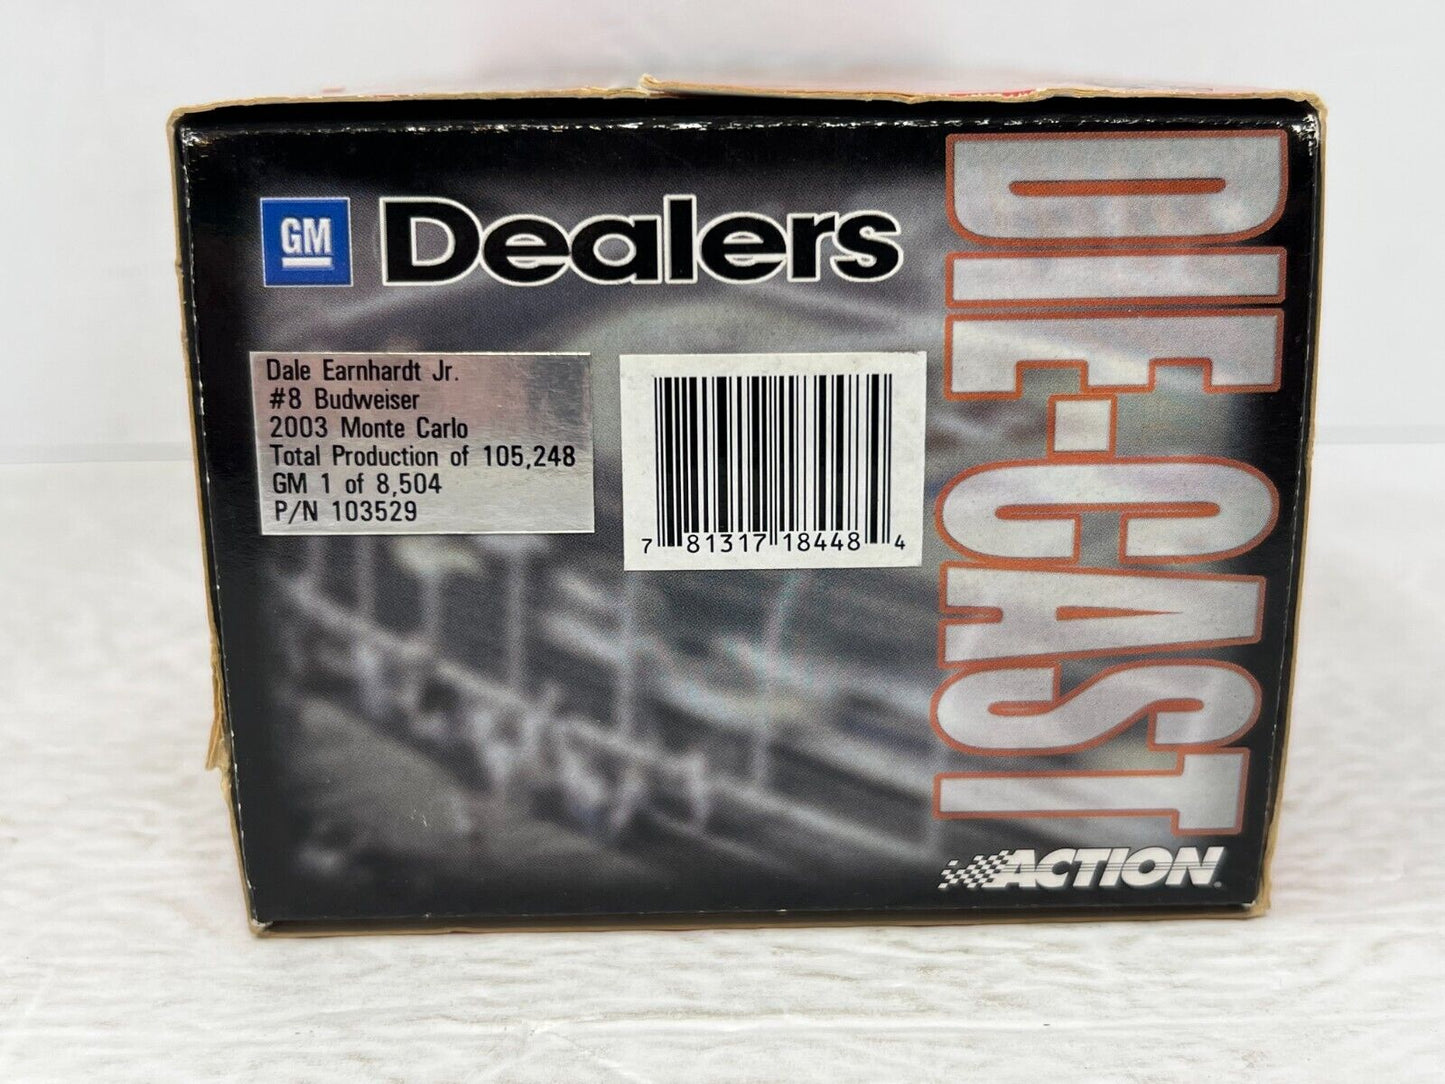 GM Dealers
Dale Earnhardt Jr.
#8 Budweiser
2003 Monte Carlo
Total Production of 105,248
GM 1 of 8,504
P/N 103529
7 81317 18448 4
DIE-CAST
ACTION®